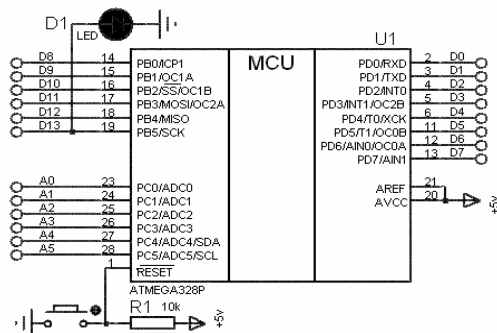 D1
LED
U1
MCU
D8 14 PB0/ICP1
D9 15 PB1/OC1A
D10 16 PB2/SS/OC1B
D11 17 PB3/MOSI/OC2A
D12 18 PB4/MISO
D13 19 PB5/SCK
PD0/RXD 2 D0
PD1/TXD 3 D1
PD2/INT0 4 D2
PD3/INT1/OC2B 5 D3
PD4/T0/XCK 6 D4
PD5/T1/OC0B 11 D5
PD6/AIN0/OC0A 12 D6
PD7/AIN1 13 D7
A0 23 PC0/ADC0
A1 24 PC1/ADC1
A2 25 PC2/ADC2
A3 26 PC3/ADC3
A4 27 PC4/ADC4/SDA
A5 28 PC5/ADC5/SCL
1 RESET
AREF 21
AVCC 20
+5v
ATMEGA328P
R1 10k
+5v